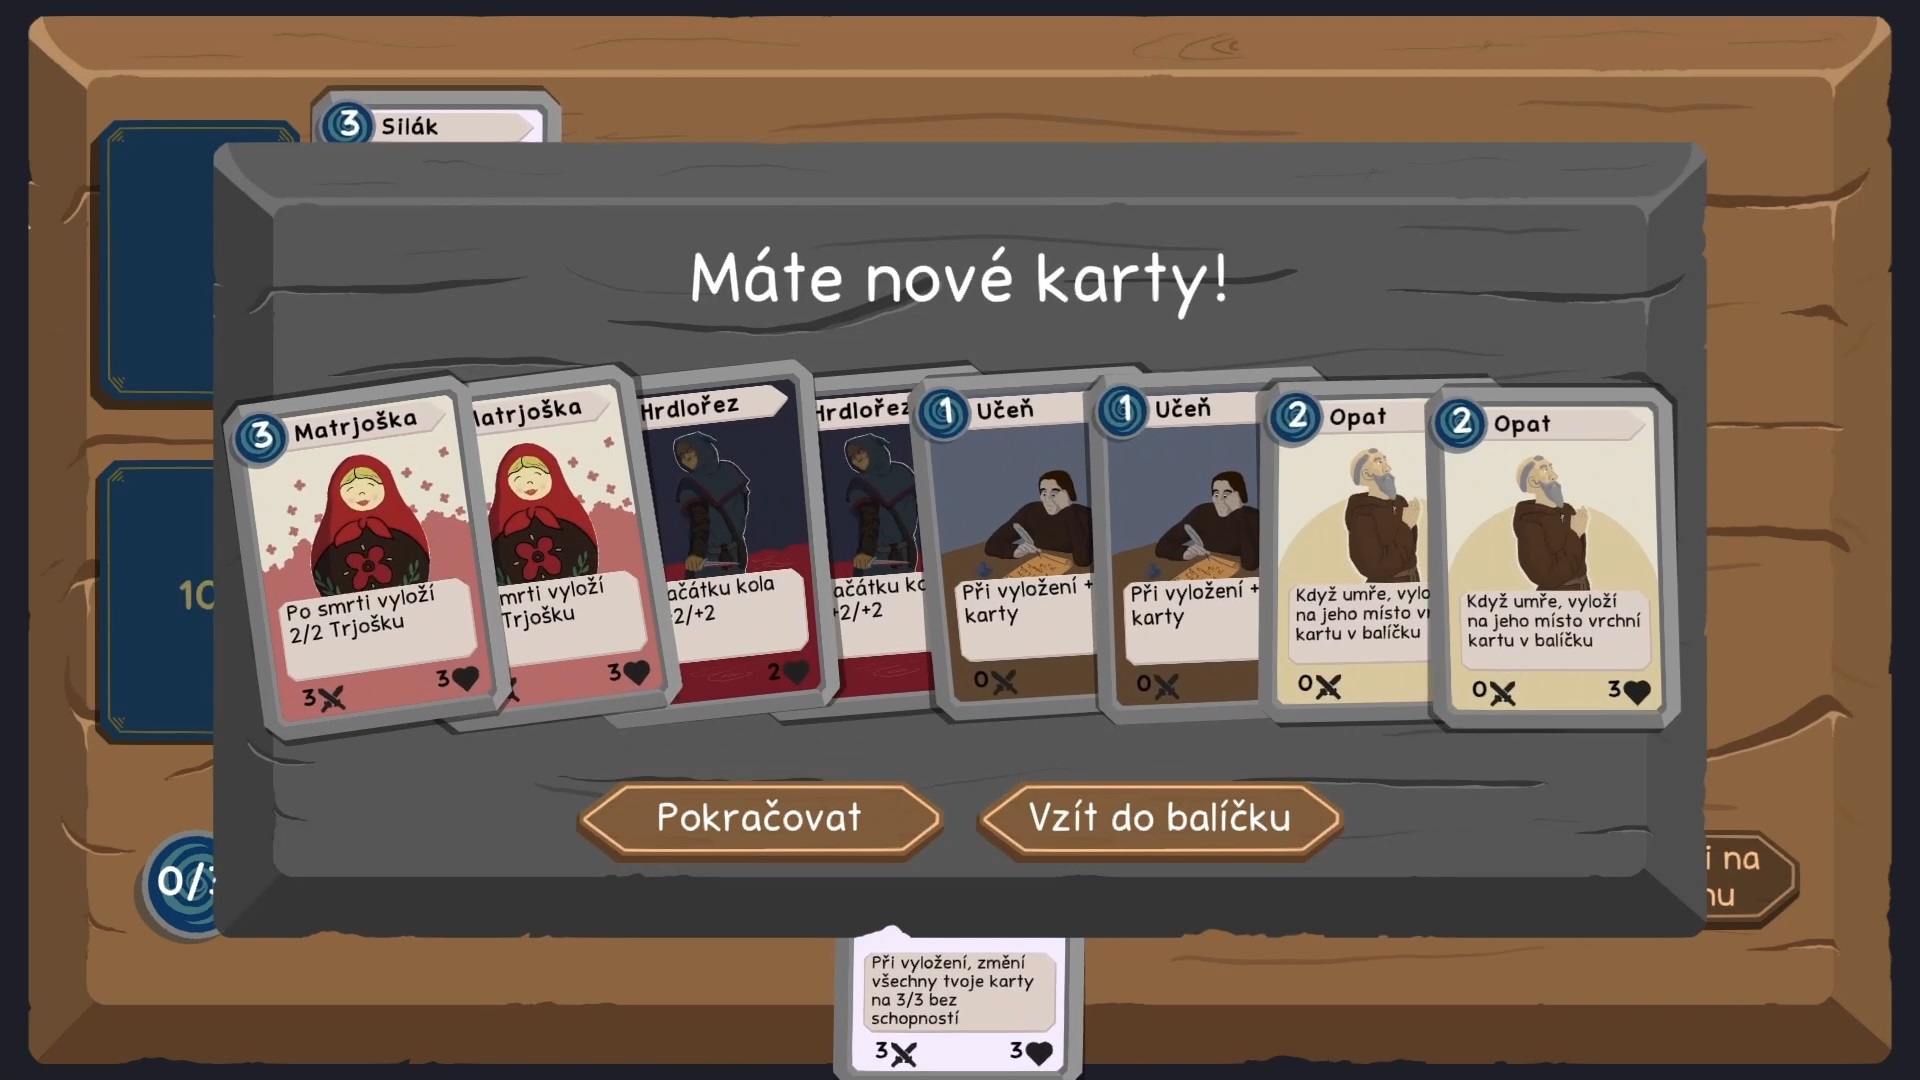 3 Silák
Máte nové karty!
3 Matrjoška
Po smrti vyloží
2/2 Trjošku
3 3
Matrjoška
mrti vyloží
Trjošku
3
Hrdlořez
ačátku kola
2/+2
2
Hrdlořez
ačátku ko
2/+2
1 Učeň
Při vyložení +
karty
0
1 Učeň
Při vyložení +
karty
0
2 Opat
Když umře, vylo
na jeho místo vr
kartu v balíčku
0
2 Opat
Když umře, vyloží
na jeho místo vrchní
kartu v balíčku
0 3
10
Pokračovat
Vzít do balíčku
0/
i na
nu
Při vyložení, změní
všechny tvoje karty
na 3/3 bez
schopností
3 3